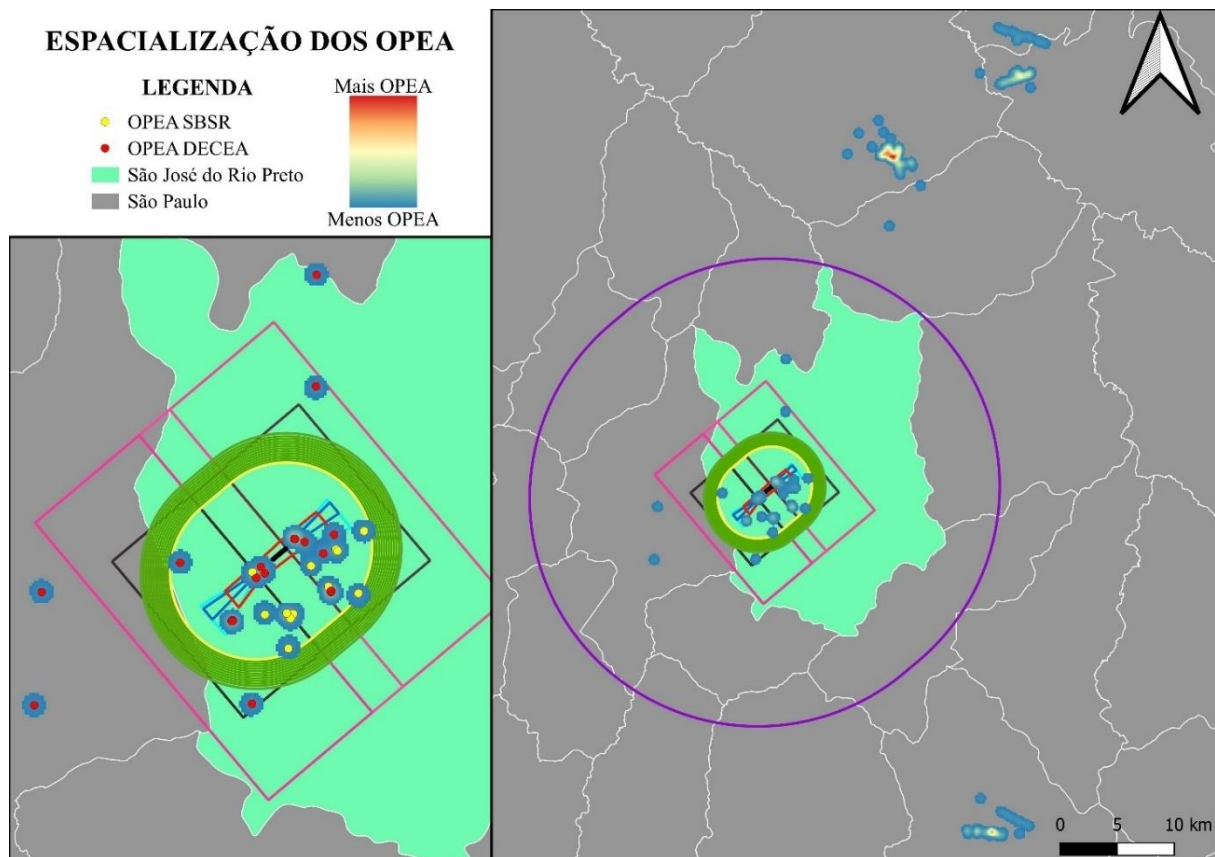 ESPACIALIZAÇÃO DOS OPEA
LEGENDA
OPEA SBSR
OPEA DECEA
São José do Rio Preto
São Paulo
Mais OPEA
Menos OPEA
0 5 10 km